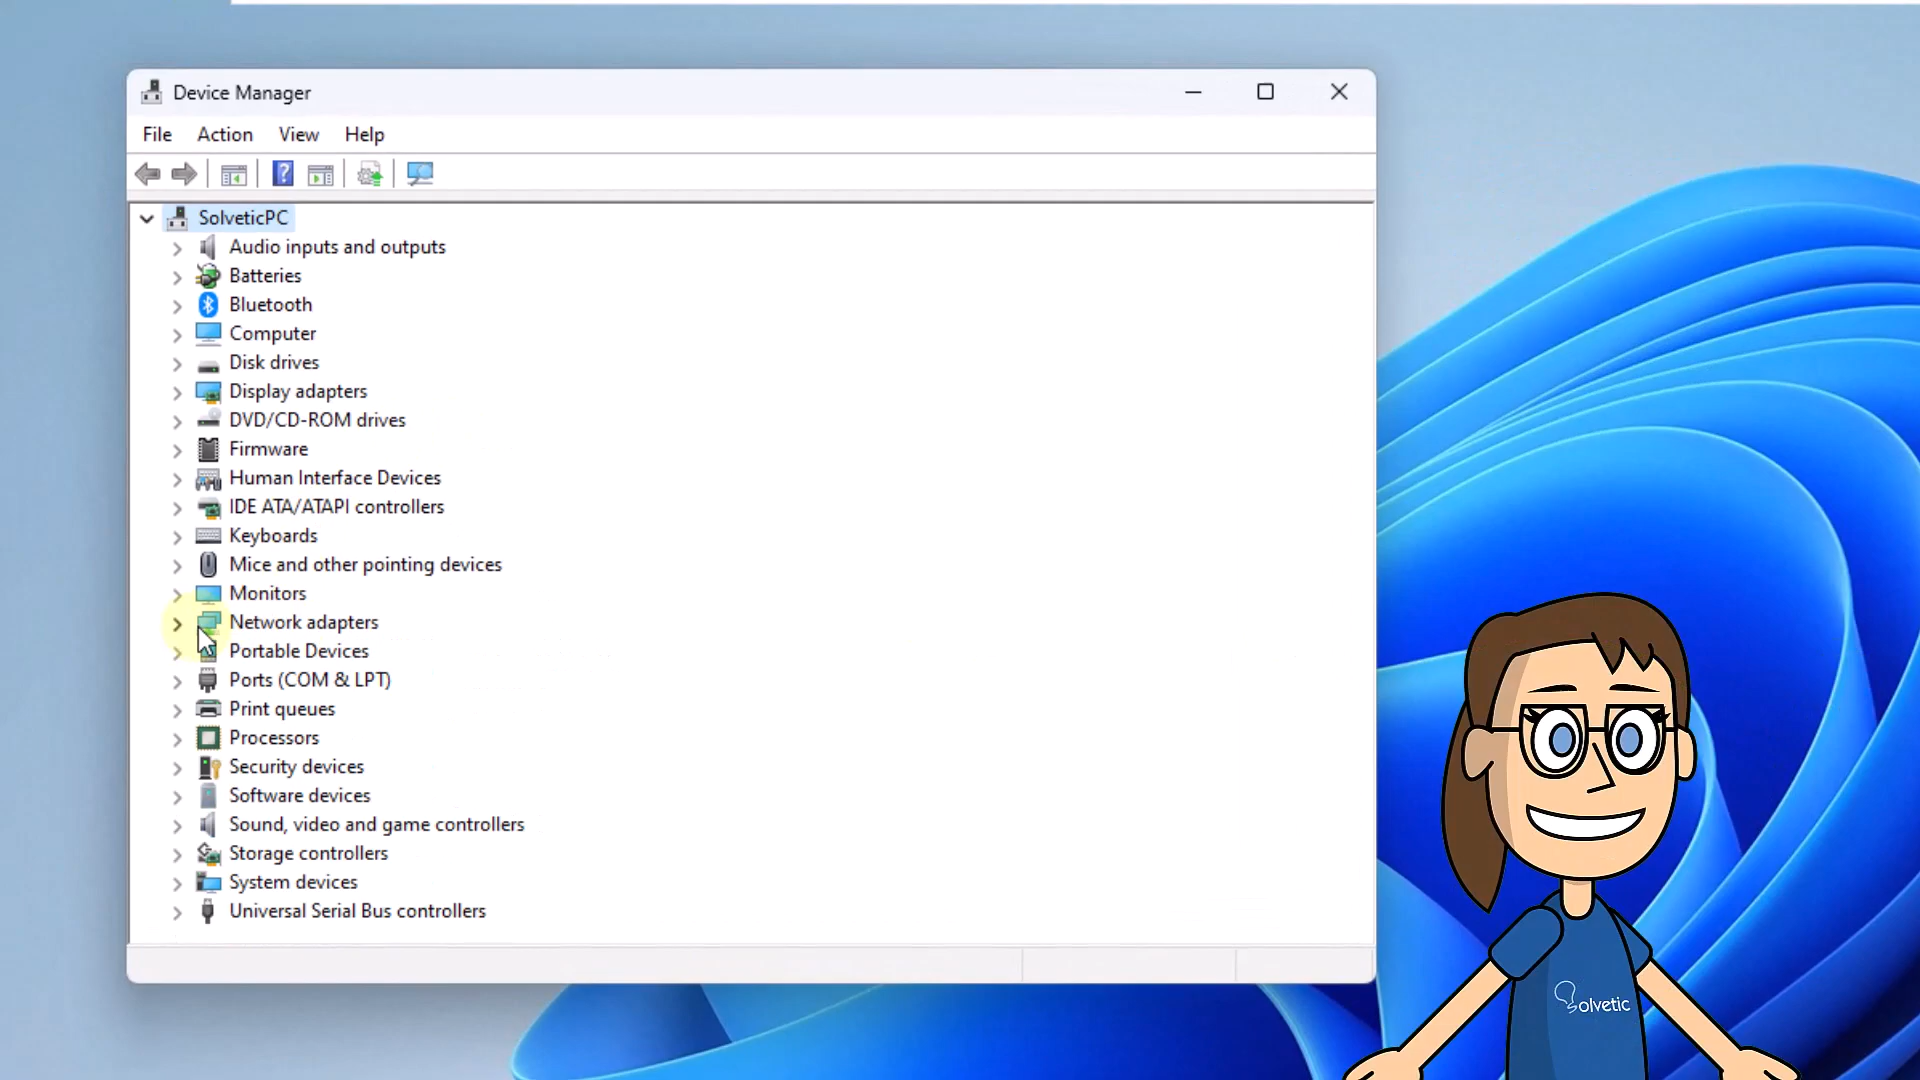 Device Manager
File Action View Help
SolveticPC
Audio inputs and outputs
Batteries
Bluetooth
Computer
Disk drives
Display adapters
DVD/CD-ROM drives
Firmware
Human Interface Devices
IDE ATA/ATAPI controllers
Keyboards
Mice and other pointing devices
Monitors
Network adapters
Portable Devices
Ports (COM & LPT)
Print queues
Processors
Security devices
Software devices
Sound, video and game controllers
Storage controllers
System devices
Universal Serial Bus controllers
Solvetic